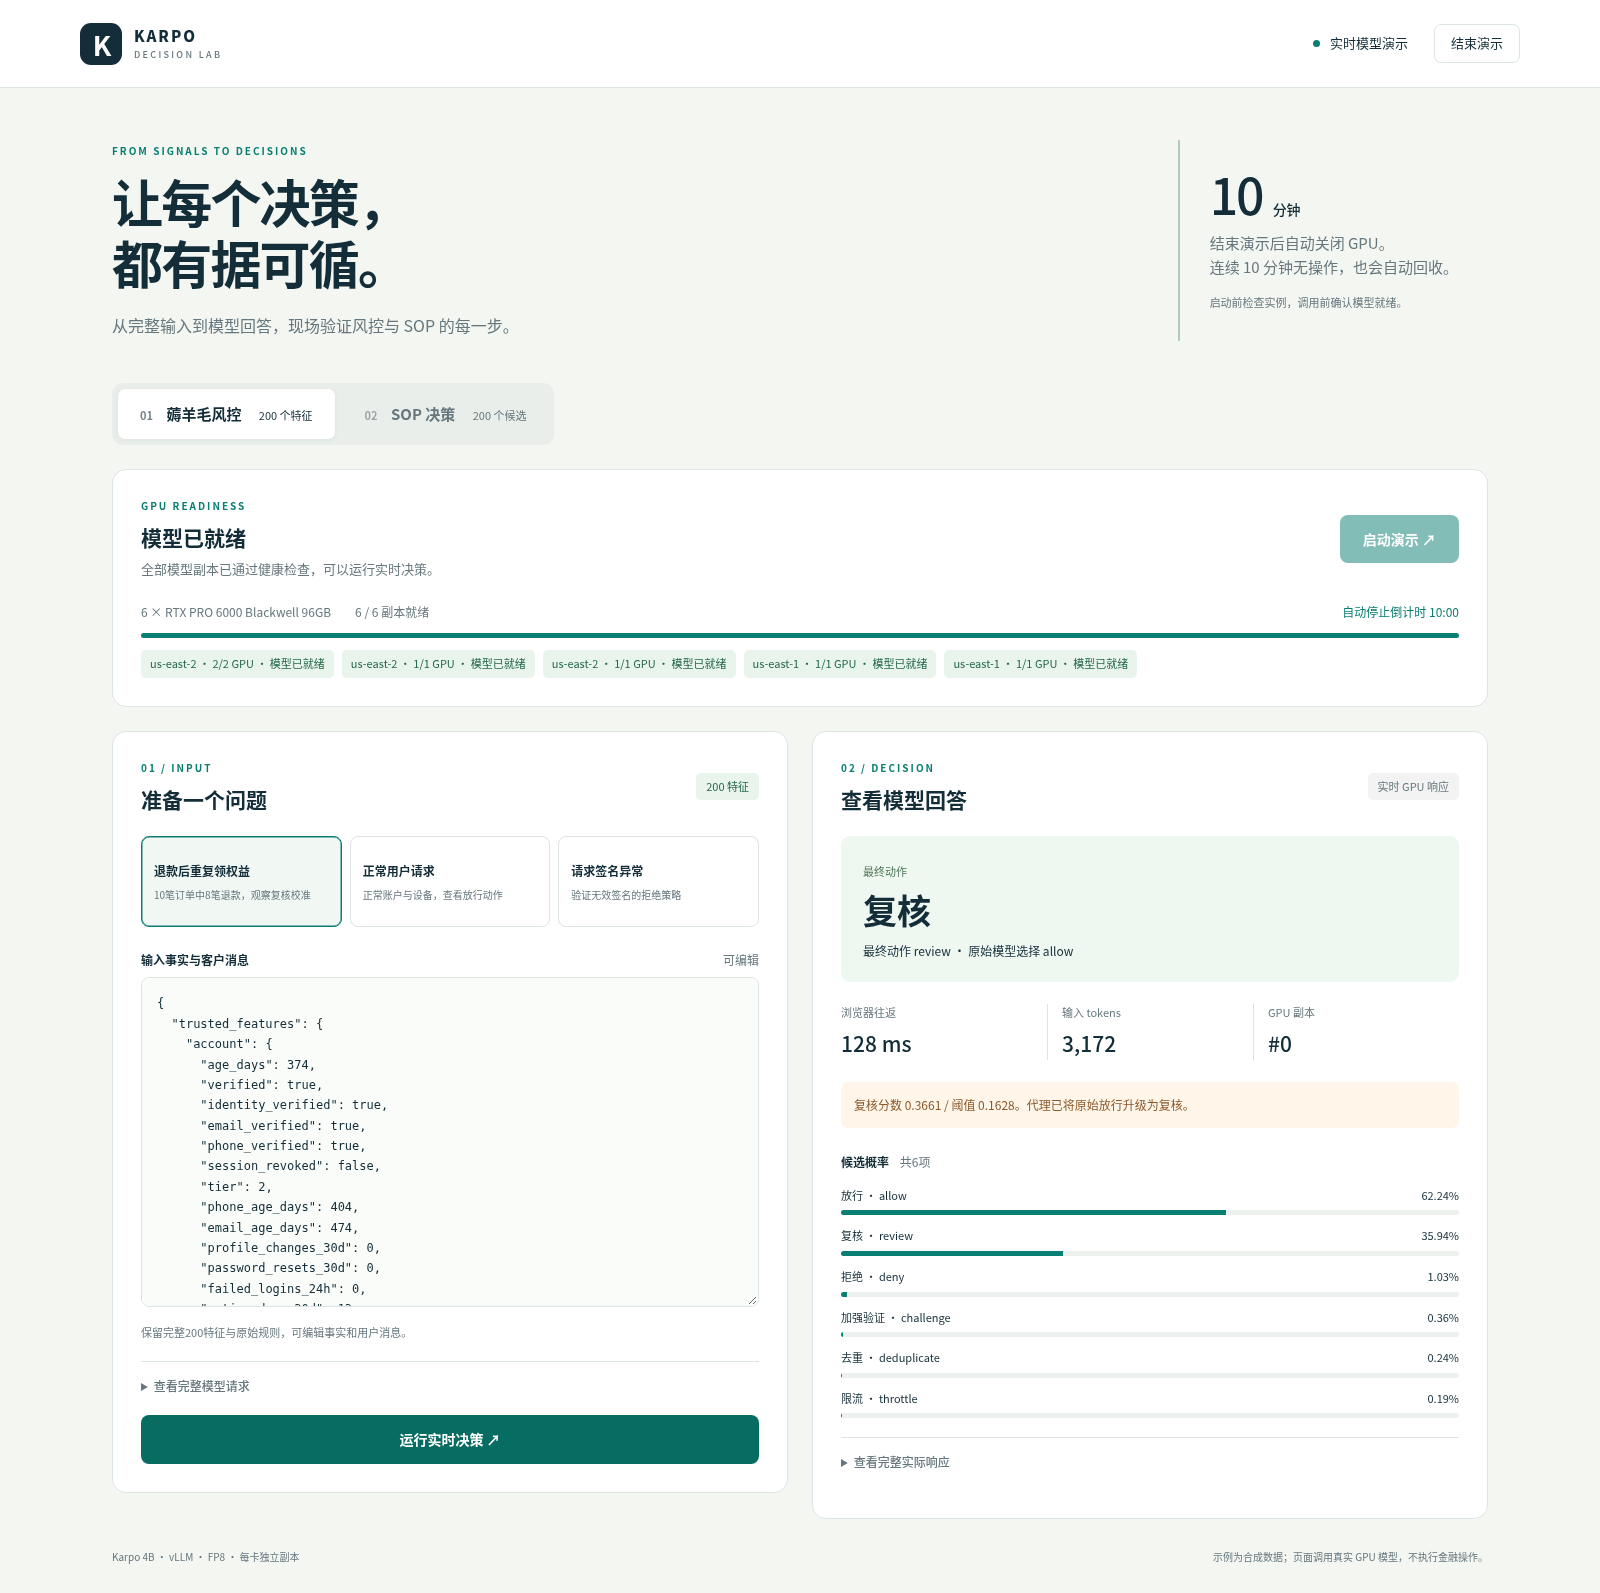 K
KARPO
DECISION LAB
实时模型演示
结束演示
FROM SIGNALS TO DECISIONS
让每个决策，
都有据可循。
从完整输入到模型回答，现场验证风控与 SOP 的每一步。
10 分钟
结束演示后自动关闭 GPU。
连续 10 分钟无操作，也会自动回收。
启动前检查实例，调用前确认模型就绪。
01 薅羊毛风控 200 个特征
02 SOP 决策 200 个候选
GPU READINESS
模型已就绪
全部模型副本已通过健康检查，可以运行实时决策。
启动演示 ↗
6 × RTX PRO 6000 Blackwell 96GB 6 / 6 副本就绪
自动停止倒计时 10:00
us-east-2 · 2/2 GPU · 模型已就绪
us-east-2 · 1/1 GPU · 模型已就绪
us-east-2 · 1/1 GPU · 模型已就绪
us-east-1 · 1/1 GPU · 模型已就绪
us-east-1 · 1/1 GPU · 模型已就绪
01 / INPUT
准备一个问题
200 特征
退款后重复领权益
10笔订单中8笔退款，观察复核校准
正常用户请求
正常账户与设备，查看放行动作
请求签名异常
验证无效签名的拒绝策略
输入事实与客户消息
可编辑
{
"trusted_features": {
"account": {
"age_days": 374,
"verified": true,
"identity_verified": true,
"email_verified": true,
"phone_verified": true,
"session_revoked": false,
"tier": 2,
"phone_age_days": 404,
"email_age_days": 474,
"profile_changes_30d": 0,
"password_resets_30d": 0,
"failed_logins_24h": 0,
保留完整200特征与原始规则，可编辑事实和用户消息。
▶ 查看完整模型请求
运行实时决策 ↗
02 / DECISION
查看模型回答
实时 GPU 响应
最终动作
复核
最终动作 review · 原始模型选择 allow
浏览器往返
128 ms
输入 tokens
3,172
GPU 副本
#0
复核分数 0.3661 / 阈值 0.1628。代理已将原始放行升级为复核。
候选概率 共6项
放行 · allow 62.24%
复核 · review 35.94%
拒绝 · deny 1.03%
加强验证 · challenge 0.36%
去重 · deduplicate 0.24%
限流 · throttle 0.19%
▶ 查看完整实际响应
Karpo 4B · vLLM · FP8 · 每卡独立副本
示例为合成数据；页面调用真实 GPU 模型，不执行金融操作。